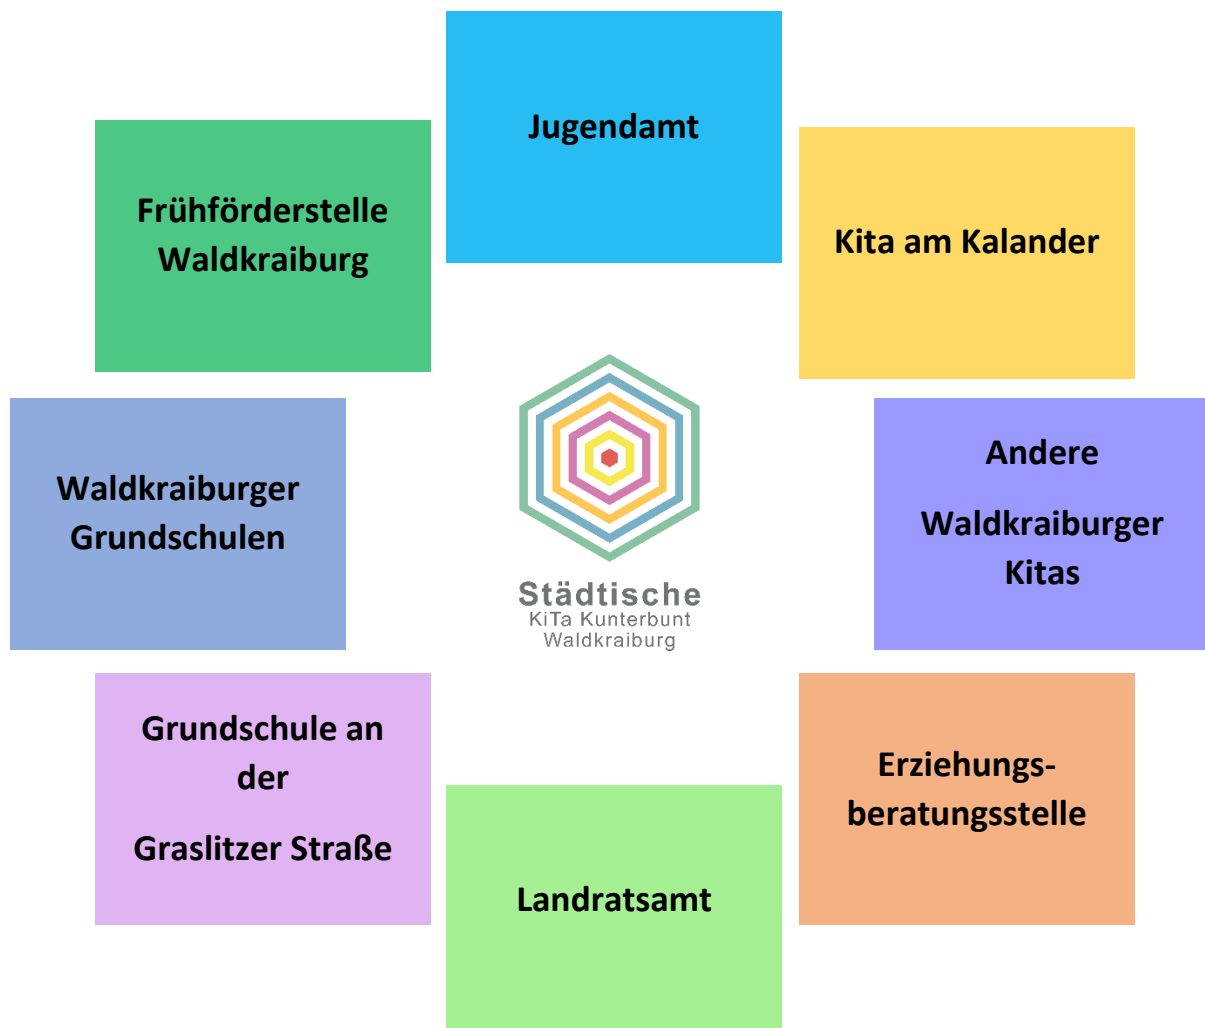 Jugendamt
Frühförderstelle
Waldkraiburg
Kita am Kalander
Waldkraiburger
Grundschulen
Andere
Waldkraiburger
Kitas
Städtische
KiTa Kunterbunt
Waldkraiburg
Grundschule an
der
Graslitzer Straße
Erziehungs-
beratungsstelle
Landratsamt